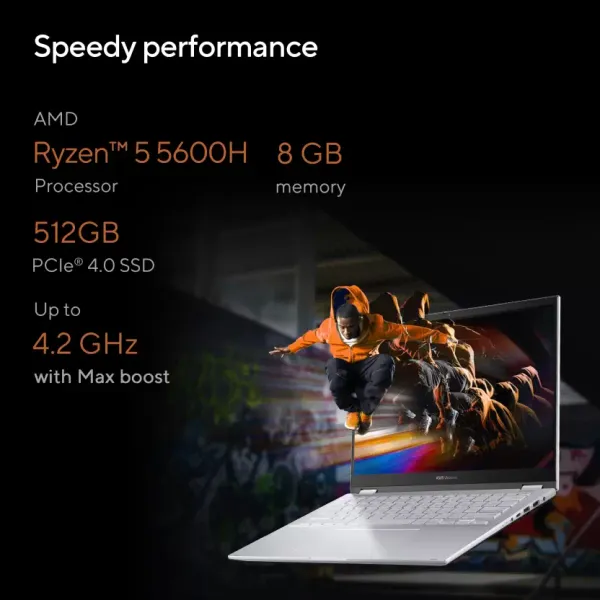 Speedy performance
AMD
Ryzen™ 5 5600H
Processor
8 GB
memory
512GB
PCIe® 4.0 SSD
Up to
4.2 GHz
with Max boost